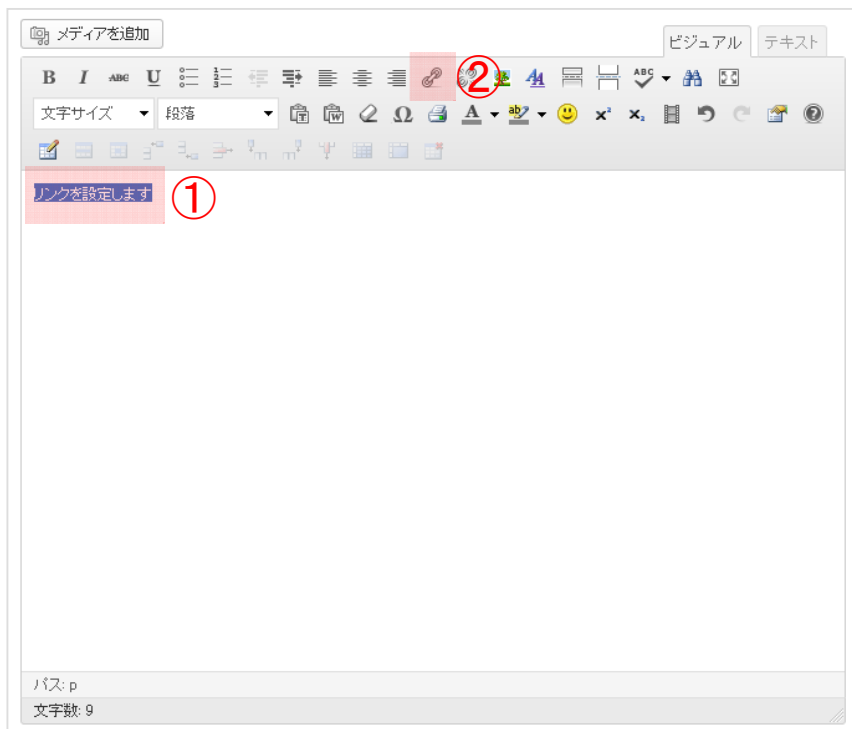 メディアを追加
ビジュアル テキスト
B I ABC U ② ABC
文字サイズ 段落 T W Ω A ab x² x₂
リンクを設定します ①
パス: p
文字数: 9